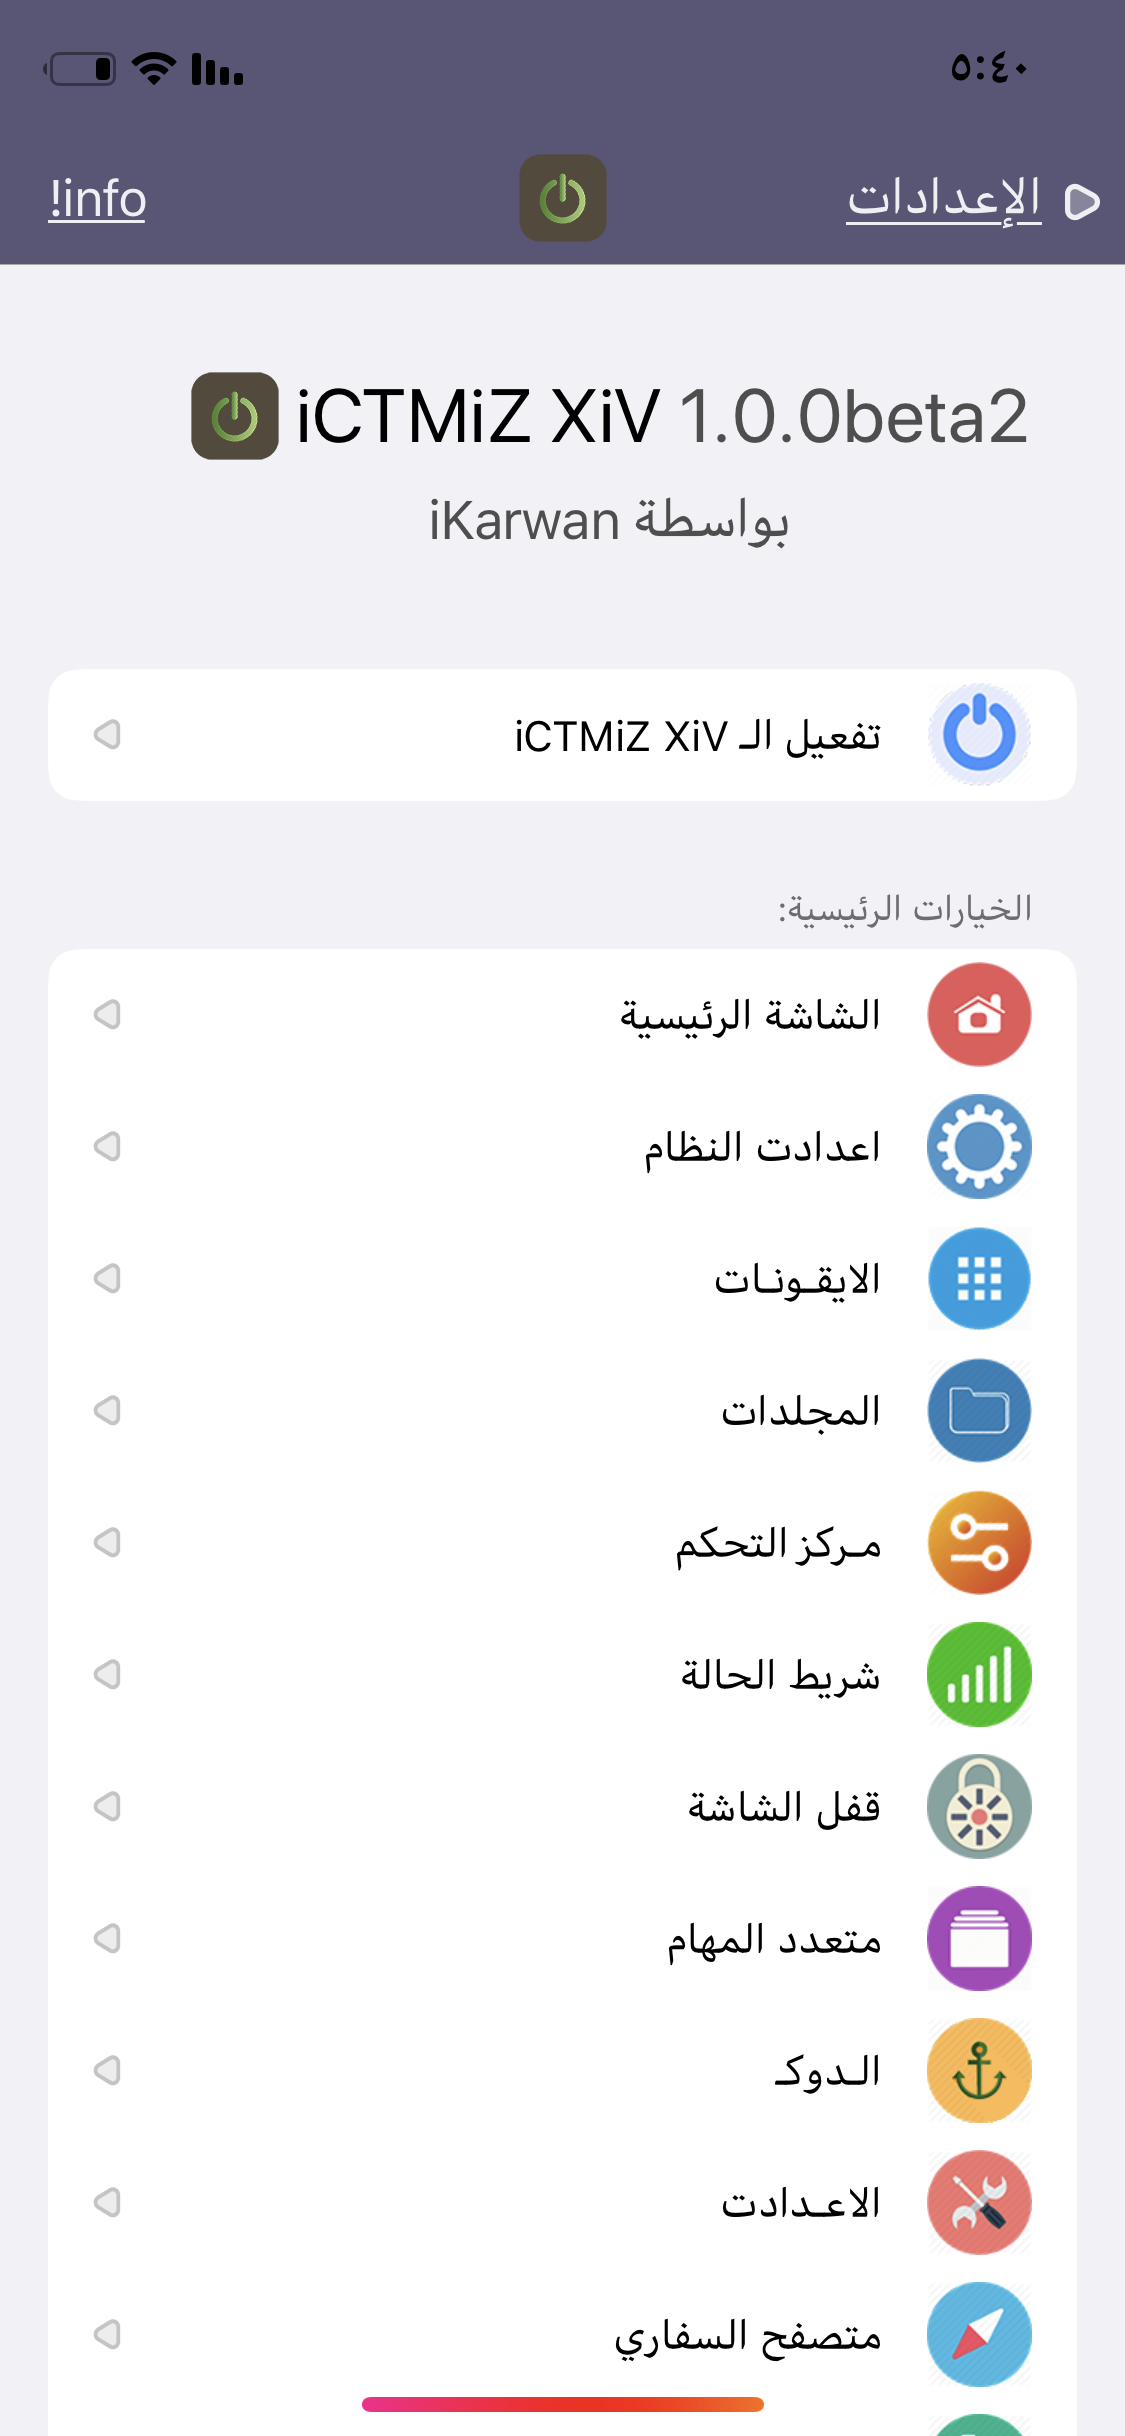 ٥:٤٠
الإعدادات
info!
iCTMiZ XiV 1.0.0beta2
بواسطة iKarwan
تفعيل الـ iCTMiZ XiV
الخيارات الرئيسية:
الشاشة الرئيسية
اعدادت النظام
الايقـونـات
المجلدات
مـركز التحكم
شريط الحالة
قفل الشاشة
متعدد المهام
الـدوكـ
الاعـدادت
متصفح السفاري